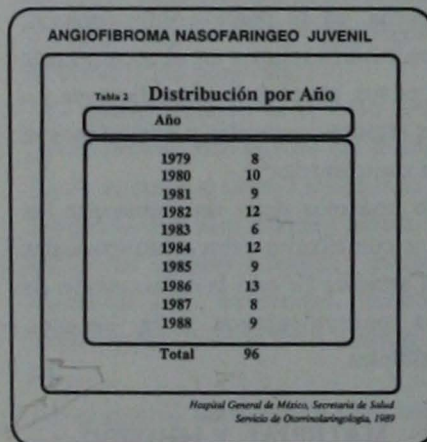 ANGIOFIBROMA NASOFARINGEO JUVENIL
Tabla 2 Distribución por Año
Año
1979 8
1980 10
1981 9
1982 12
1983 6
1984 12
1985 9
1986 13
1987 8
1988 9
Total 96
Hospital General de México, Secretaria de Salud
Servicio de Otorrinolaringología, 1989